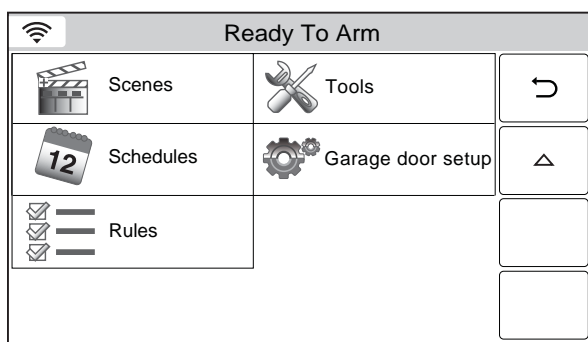 Ready To Arm
Scenes
Tools
12
Schedules
Garage door setup
Rules